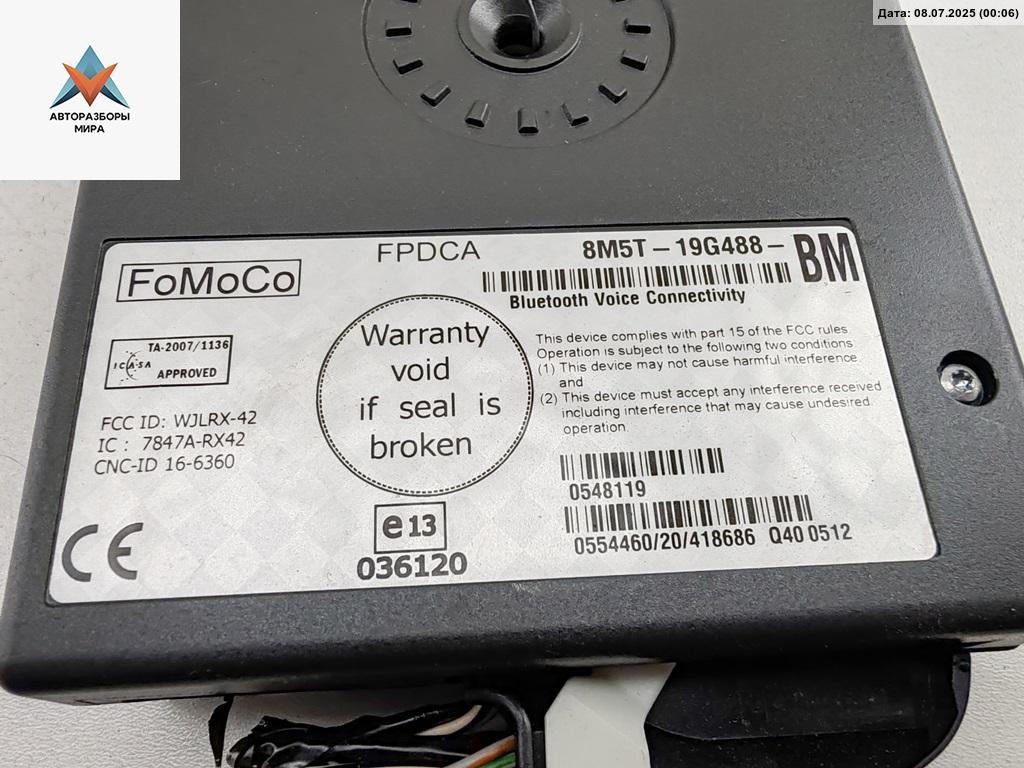 Дата: 08.07.2025 (00:06)
АВТОРАЗБОРЫ
МИРА
FPDCA
8M5T-19G488-BM
FoMoCo
Bluetooth Voice Connectivity
TA-2007/1136
ICASA
APPROVED
Warranty
void
if seal is
broken
This device complies with part 15 of the FCC rules
Operation is subject to the following two conditions
(1) This device may not cause harmful interference
and
(2) This device must accept any interference received
including interference that may cause undesired
operation.
FCC ID: WJLRX-42
IC : 7847A-RX42
CNC-ID 16-6360
0548119
0554460/20/418686 Q40 0512
CE
e13
036120